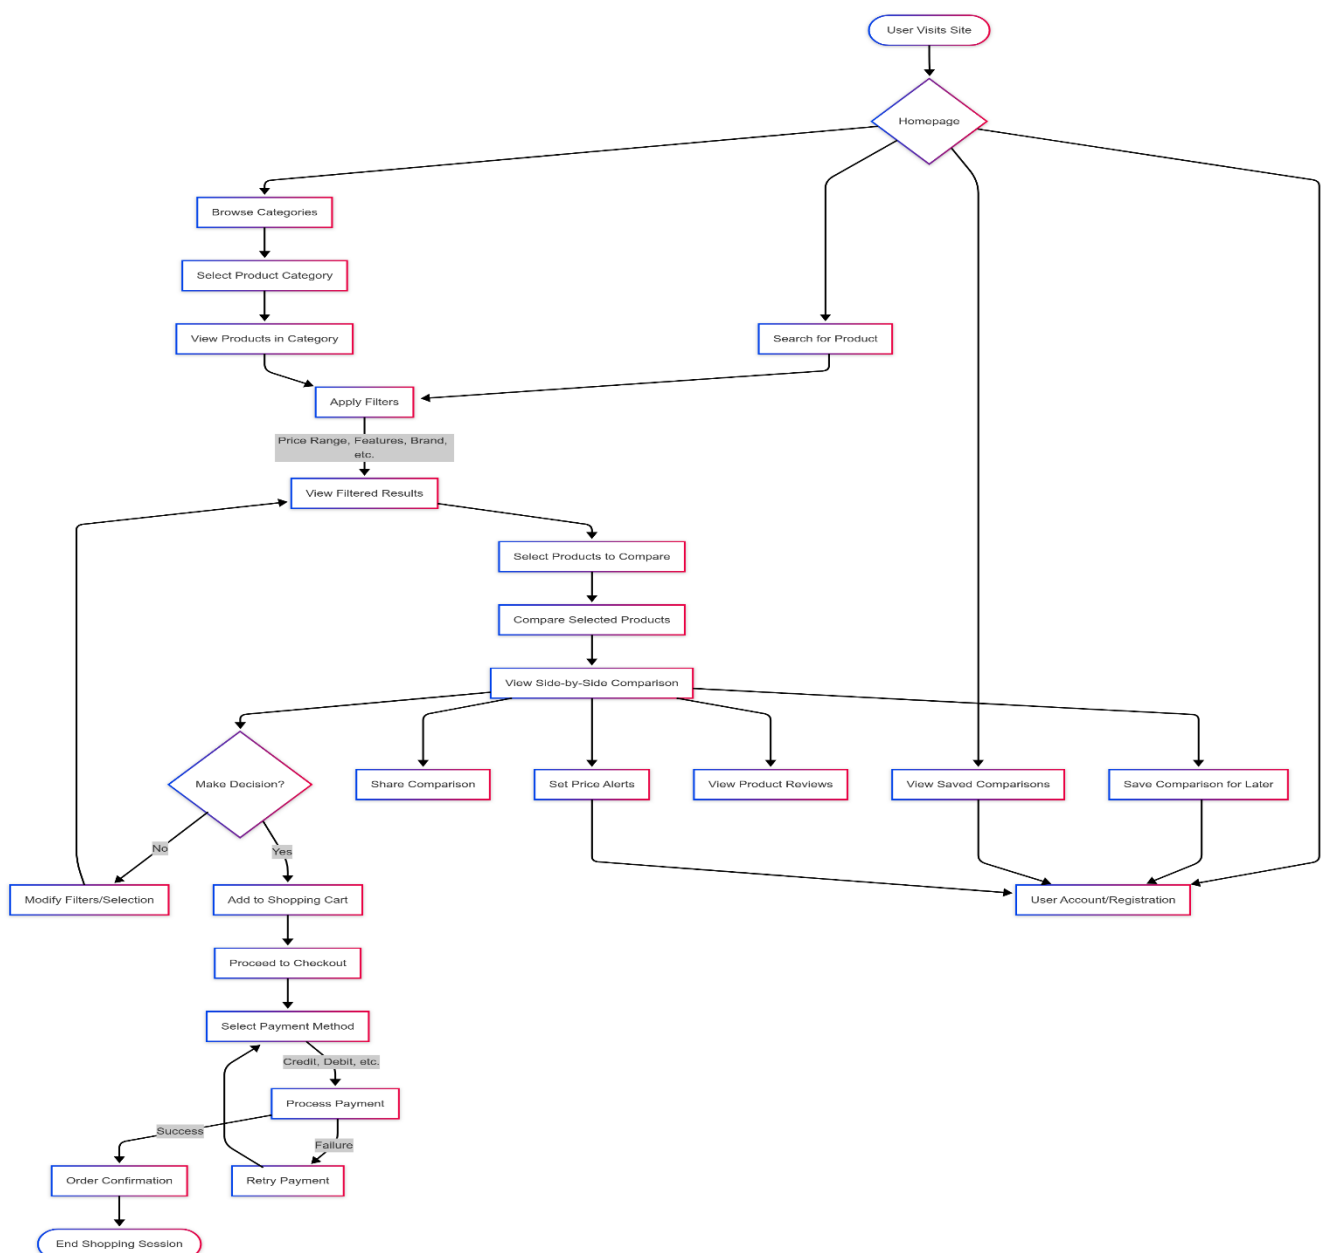 User Visits Site
Homepage
Browse Categories
Select Product Category
View Products in Category
Search for Product
Apply Filters
Price Range, Features, Brand,
etc.
View Filtered Results
Select Products to Compare
Compare Selected Products
View Side-by-Side Comparison
Make Decision?
Share Comparison
Set Price Alerts
View Product Reviews
View Saved Comparisons
Save Comparison for Later
No
Yes
Modify Filters/Selection
Add to Shopping Cart
User Account/Registration
Proceed to Checkout
Select Payment Method
Credit, Debit, etc.
Process Payment
Success
Failure
Order Confirmation
Retry Payment
End Shopping Session